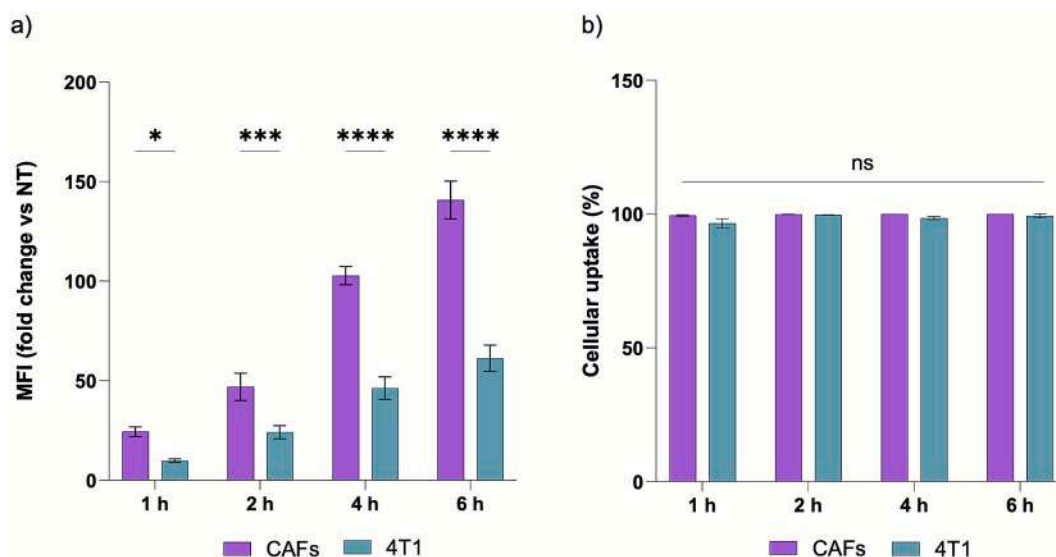 a)
MFI (fold change vs NT)
200
150
100
50
0
* *** **** ****
1 h 2 h 4 h 6 h
CAFs 4T1
b)
Cellular uptake (%)
150
100
50
0
ns
1 h 2 h 4 h 6 h
CAFs 4T1